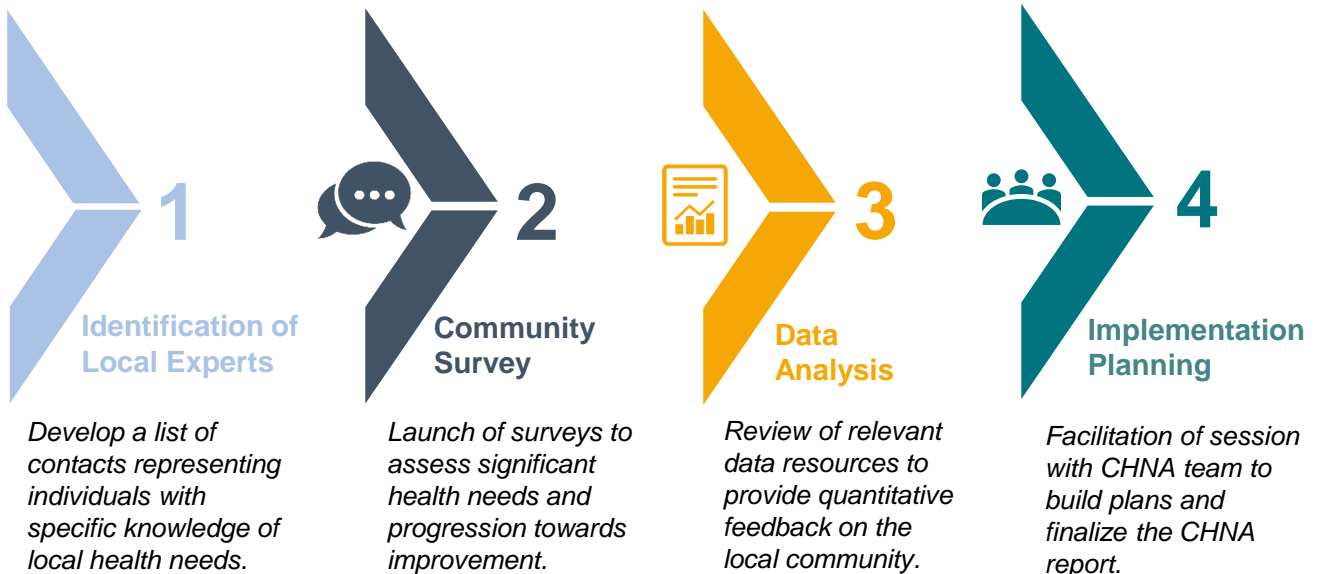 1
Identification of
Local Experts
Develop a list of
contacts representing
individuals with
specific knowledge of
local health needs.
2
Community
Survey
Launch of surveys to
assess significant
health needs and
progression towards
improvement.
3
Data
Analysis
Review of relevant
data resources to
provide quantitative
feedback on the
local community.
4
Implementation
Planning
Facilitation of session
with CHNA team to
build plans and
finalize the CHNA
report.